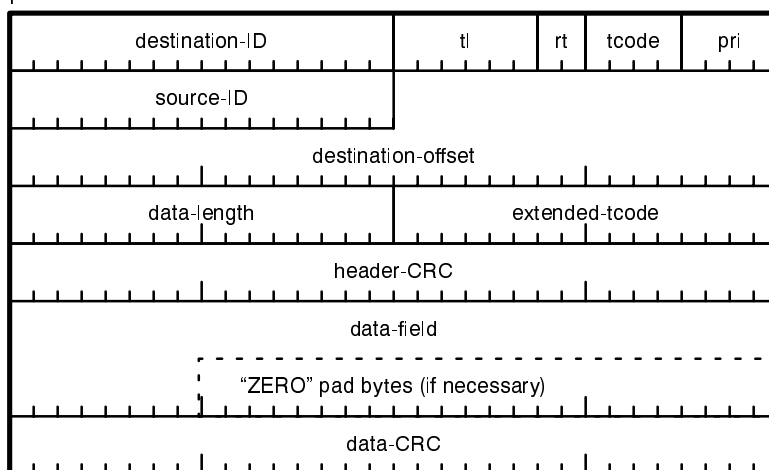 destination-ID tl rt tcode pri
source-ID
destination-offset
data-length extended-tcode
header-CRC
data-field
“ZERO” pad bytes (if necessary)
data-CRC